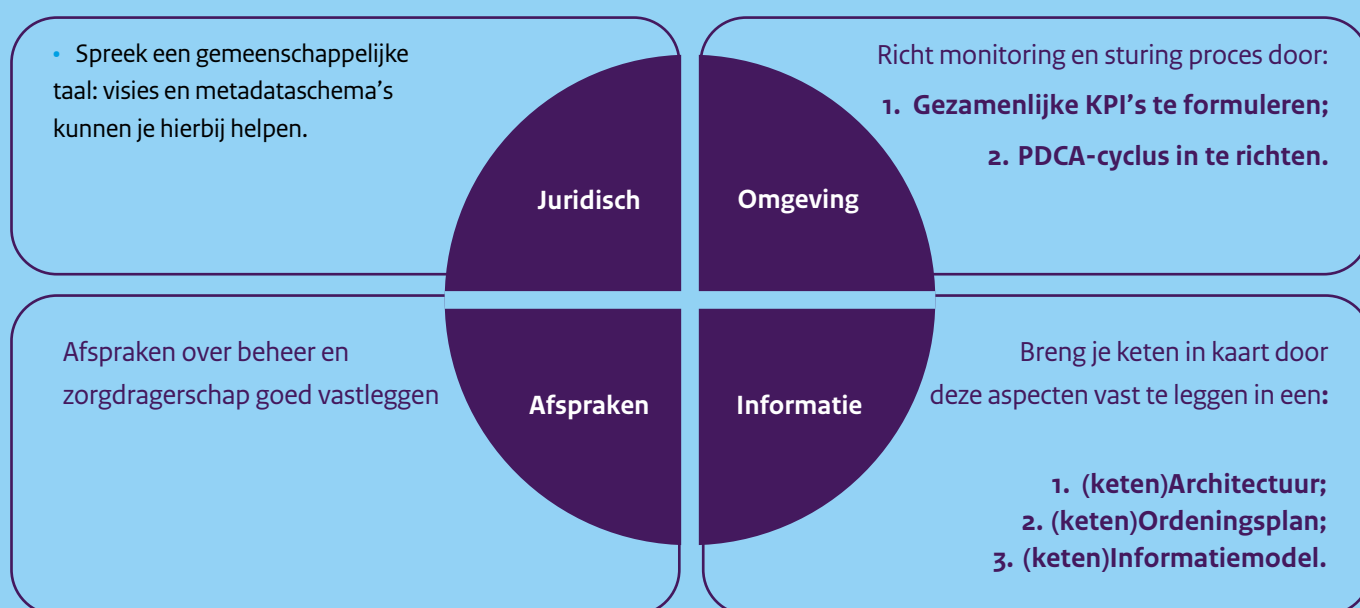 • Spreek een gemeenschappelijke
taal: visies en metadataschema's
kunnen je hierbij helpen.
Juridisch
Richt monitoring en sturing proces door:
1. Gezamenlijke KPI's te formuleren;
2. PDCA-cyclus in te richten.
Omgeving
Afspraken over beheer en
zorgdragerschap goed vastleggen
Afspraken
Breng je keten in kaart door
deze aspecten vast te leggen in een:
Informatie
1. (keten)Architectuur;
2. (keten)Ordeningsplan;
3. (keten)Informatiemodel.